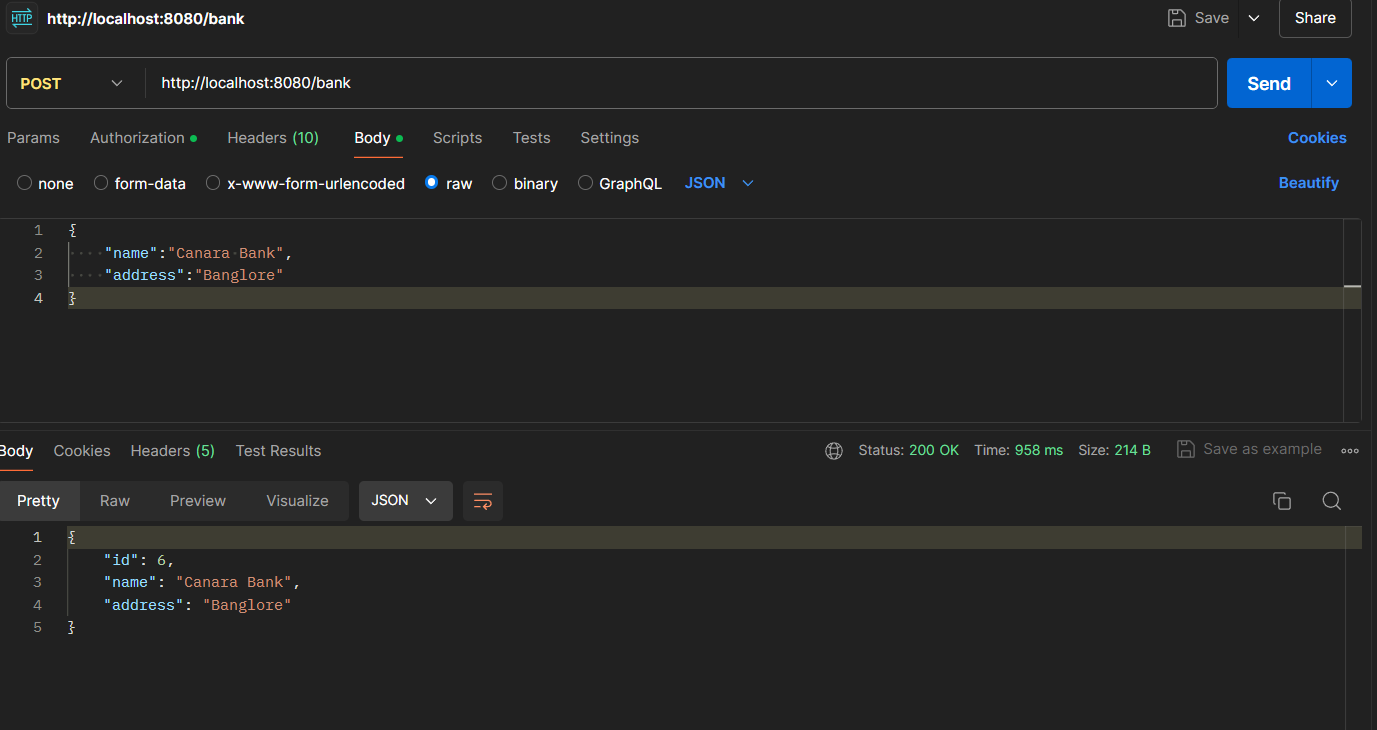 HTTP http://localhost:8080/bank Save Share
POST http://localhost:8080/bank Send
Params Authorization Headers (10) Body Scripts Tests Settings Cookies
none form-data x-www-form-urlencoded raw binary GraphQL JSON Beautify
1 {
2 "name":"Canara Bank",
3 "address":"Banglore"
4 }
Body Cookies Headers (5) Test Results Status: 200 OK Time: 958 ms Size: 214 B Save as example
Pretty Raw Preview Visualize JSON
1 {
2 "id": 6,
3 "name": "Canara Bank",
4 "address": "Banglore"
5 }